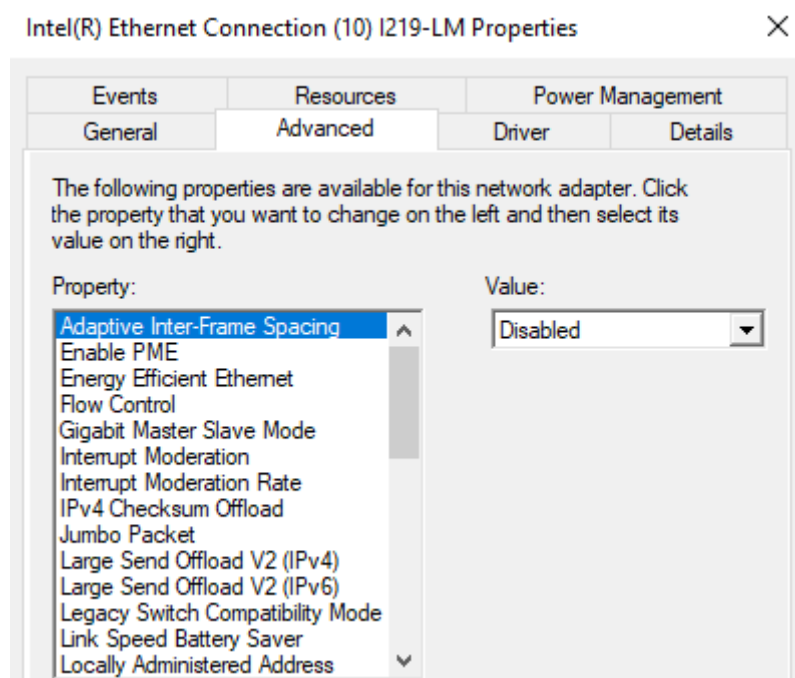 Intel(R) Ethernet Connection (10) I219-LM Properties
Events Resources Power Management
General Advanced Driver Details
The following properties are available for this network adapter. Click
the property that you want to change on the left and then select its
value on the right.
Property:
Value:
Adaptive Inter-Frame Spacing
Disabled
Enable PME
Energy Efficient Ethernet
Flow Control
Gigabit Master Slave Mode
Interrupt Moderation
Interrupt Moderation Rate
IPv4 Checksum Offload
Jumbo Packet
Large Send Offload V2 (IPv4)
Large Send Offload V2 (IPv6)
Legacy Switch Compatibility Mode
Link Speed Battery Saver
Locally Administered Address